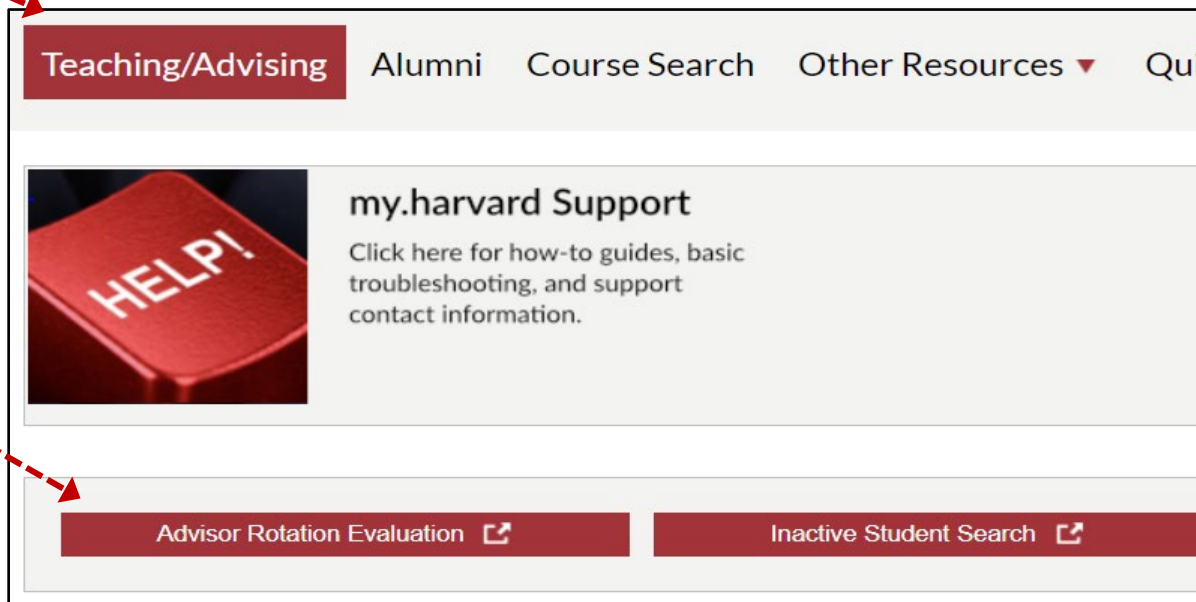 Teaching/Advising Alumni Course Search Other Resources Qui
HELP!
my.harvard Support
Click here for how-to guides, basic
troubleshooting, and support
contact information.
Advisor Rotation Evaluation Inactive Student Search